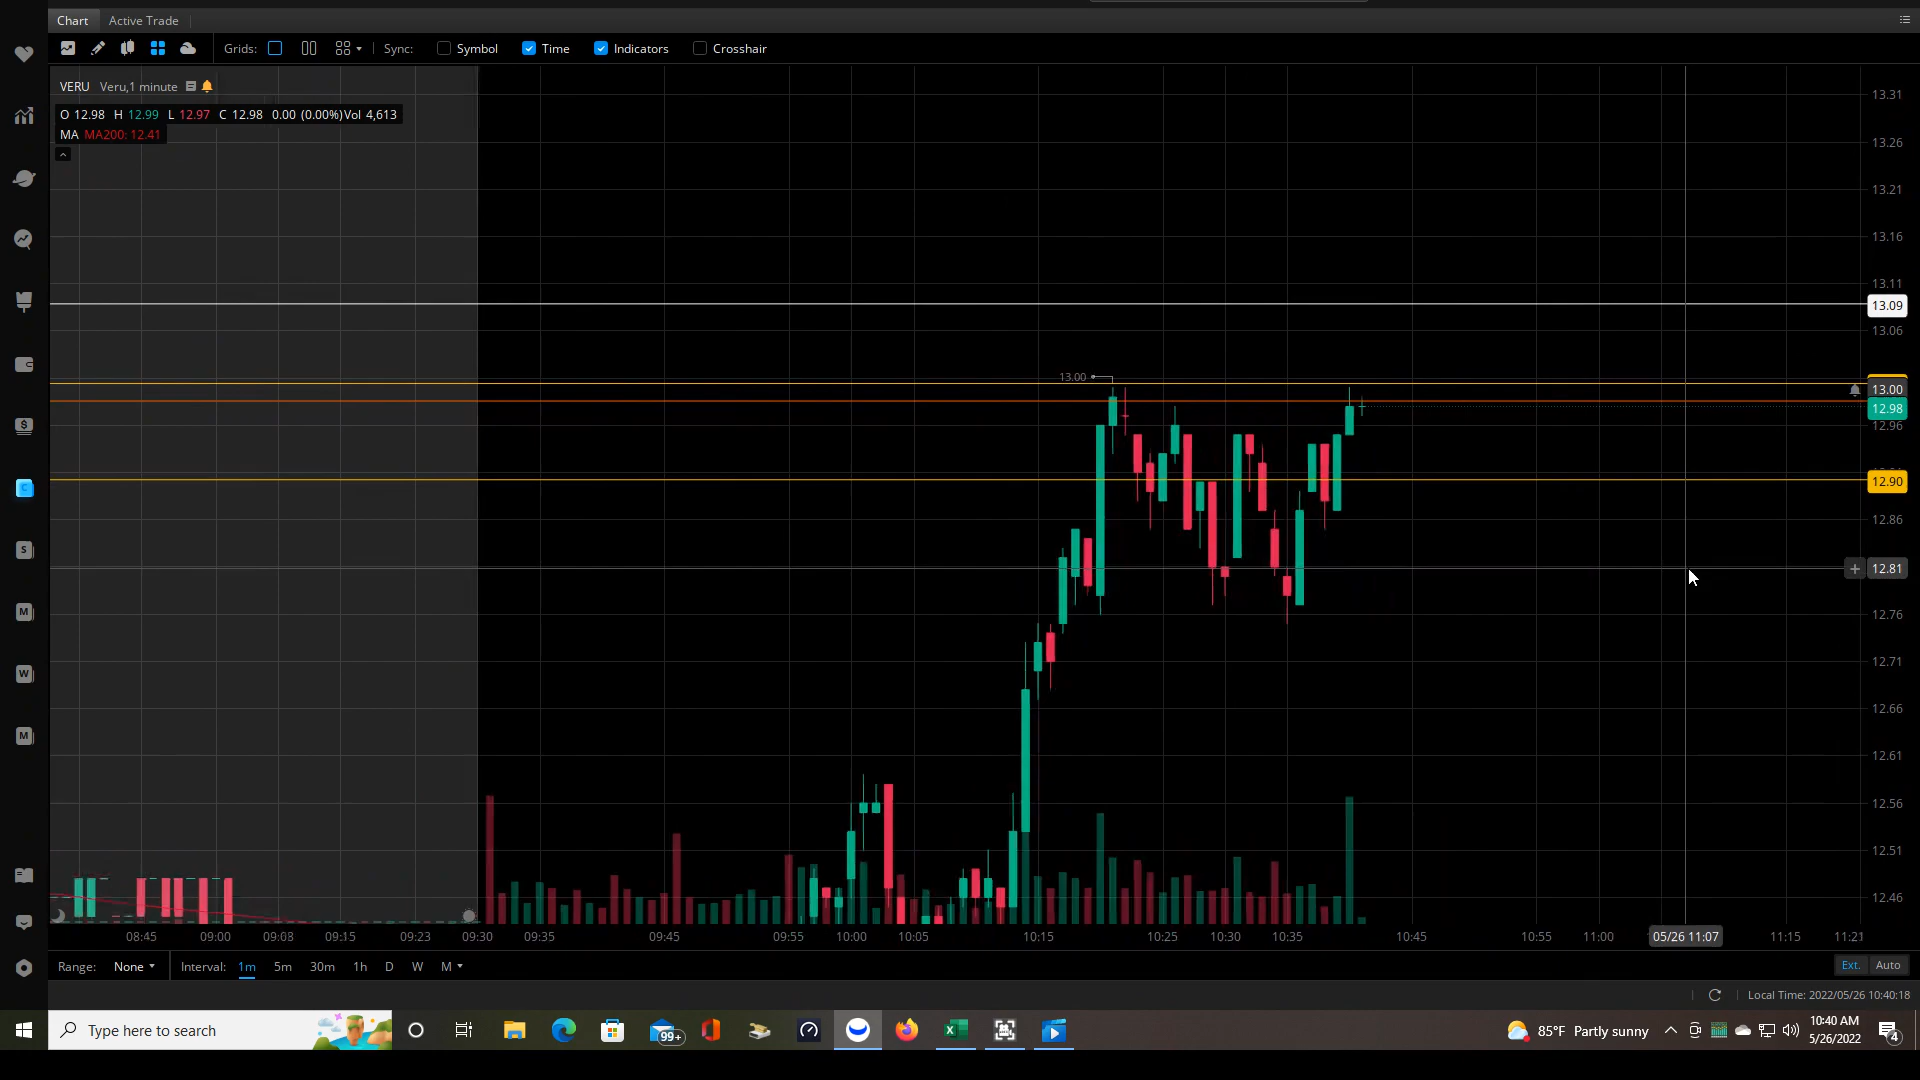 Chart Active Trade
Grids: Sync: Symbol Time Indicators Crosshair
VERU Veru,1 minute
O 12.98 H 12.99 L 12.97 C 12.98 0.00 (0.00%)Vol 4,613
MA MA200: 12.41
13.31
13.26
13.21
13.16
13.11
13.09
13.06
13.00
13.00
12.98
12.96
12.90
12.86
12.81
12.76
12.71
12.66
12.61
12.56
12.51
12.46
C
S
M
W
M
08:45 09:00 09:08 09:15 09:23 09:30 09:35 09:45 09:55 10:00 10:05 10:15 10:25 10:30 10:35 10:45 10:55 11:00 05/26 11:07 11:15 11:21
Range: None Interval: 1m 5m 30m 1h D W M Ext. Auto
Local Time: 2022/05/26 10:40:18
Type here to search 99+ 85°F Partly sunny 10:40 AM
5/26/2022 4